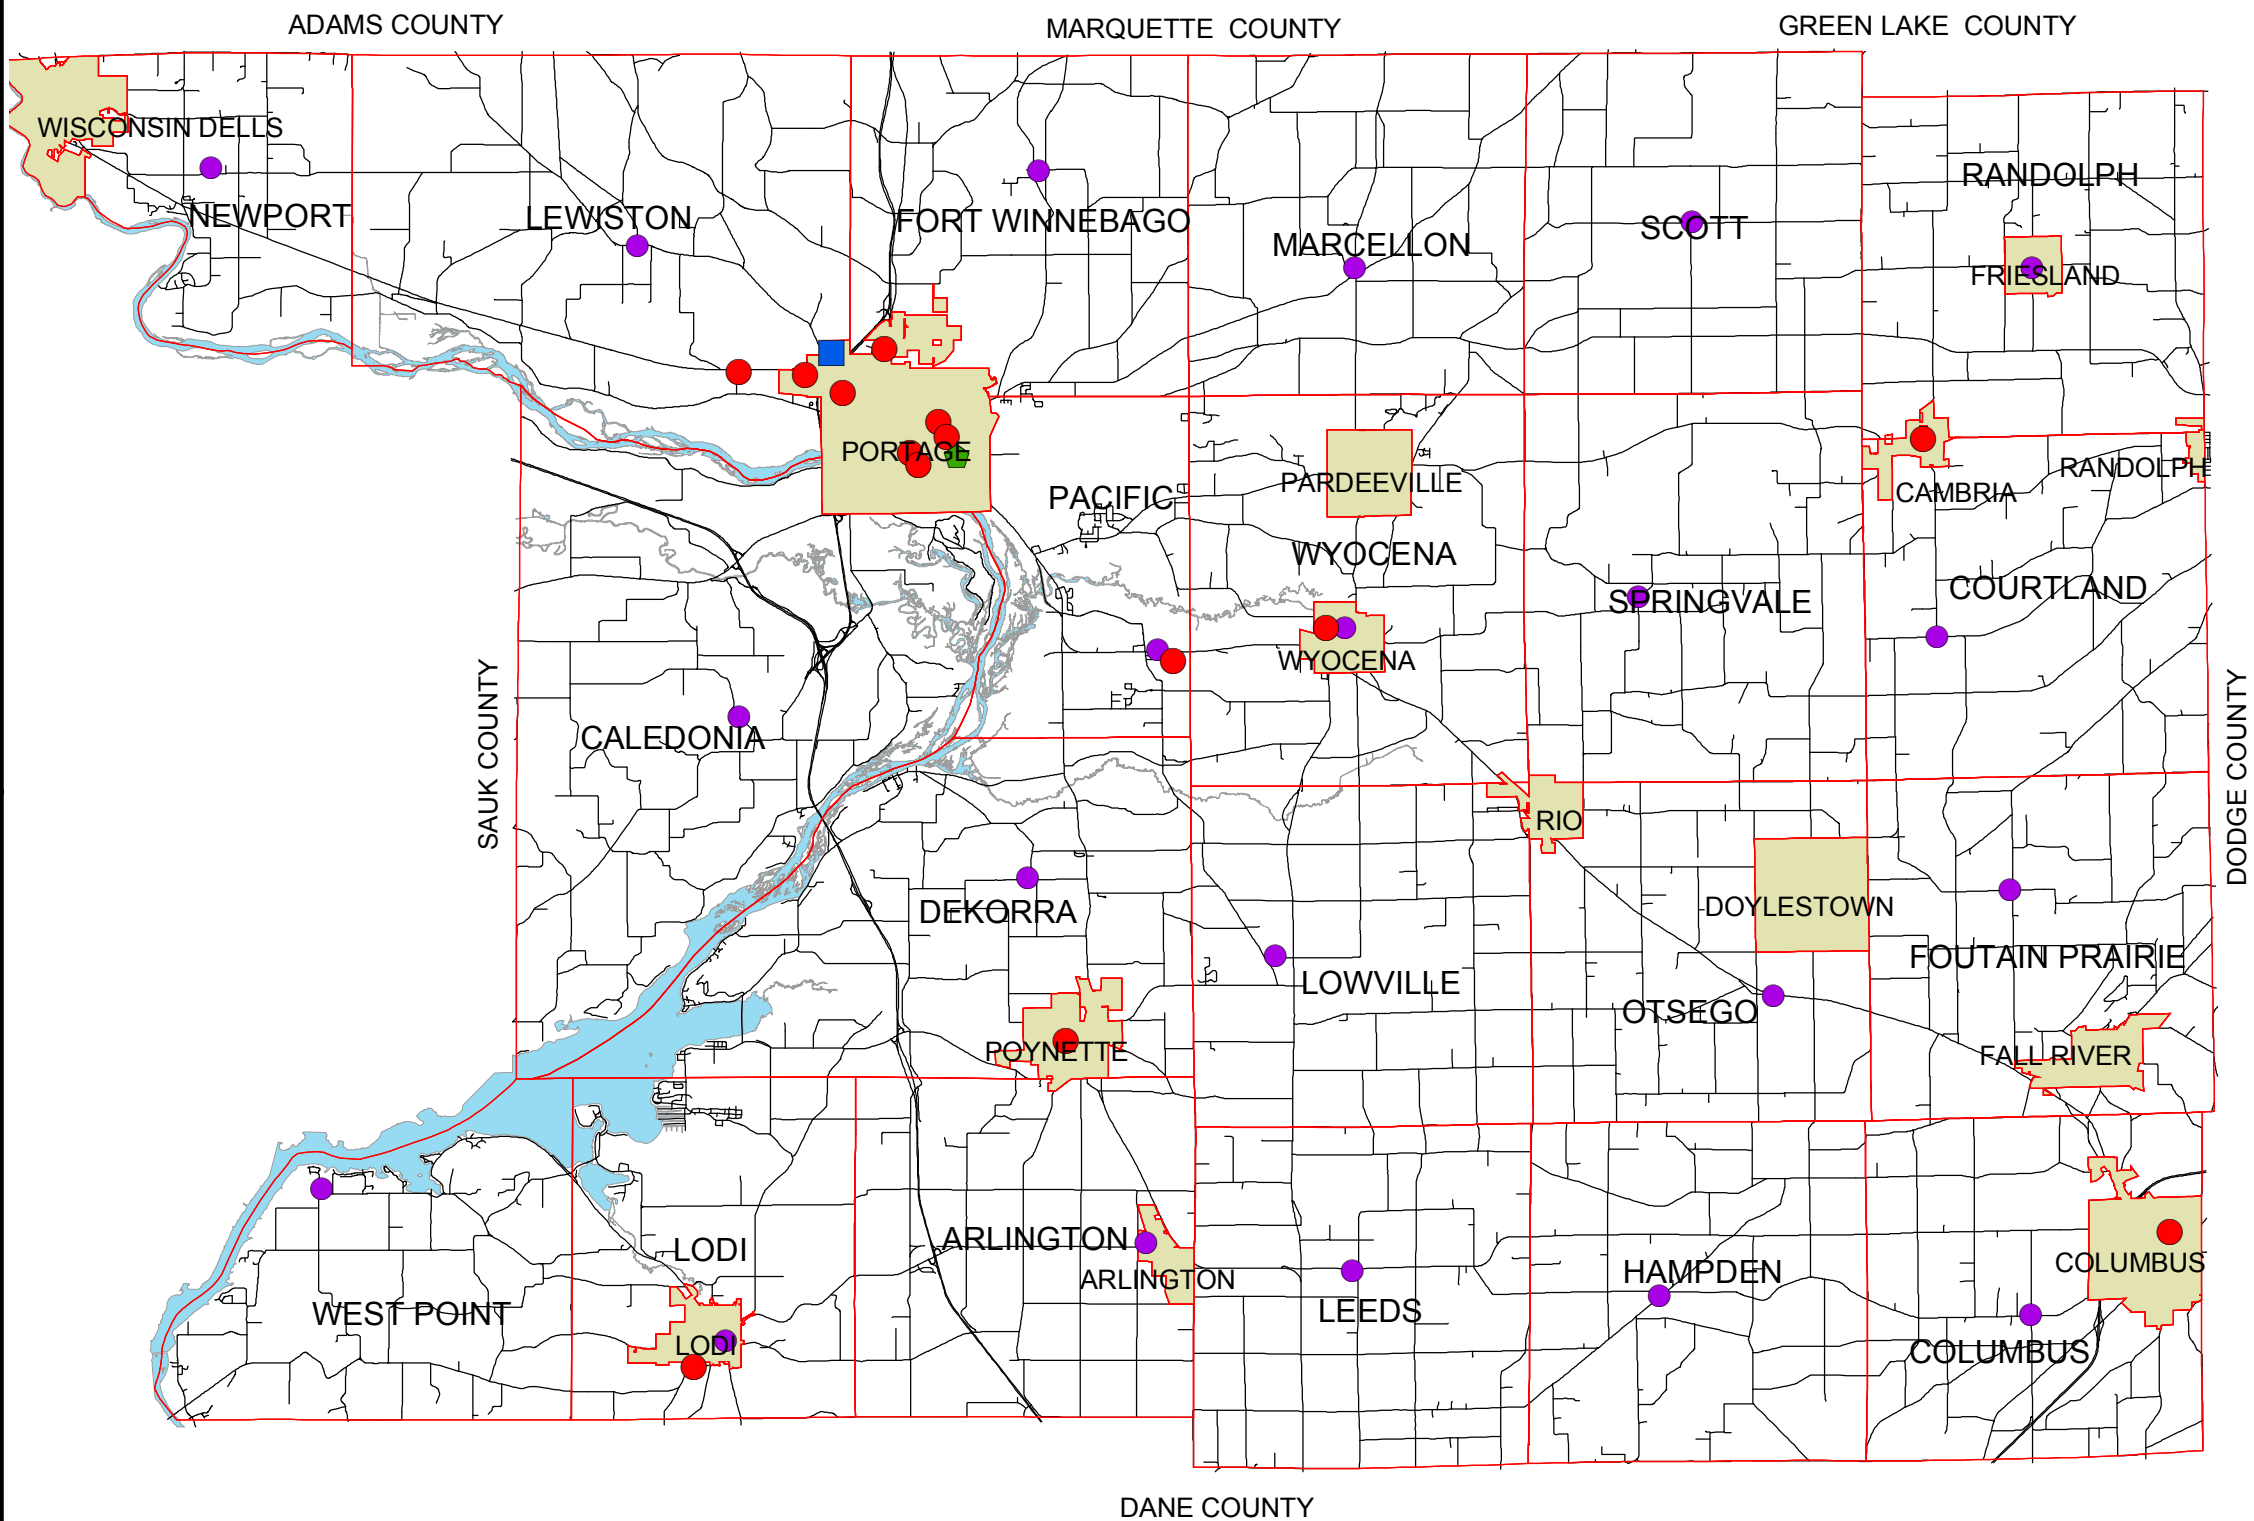 ADAMS COUNTY
MARQUETTE COUNTY
GREEN LAKE COUNTY
WISCONSIN DELLS
NEWPORT
LEWISTON
FORT WINNEBAGO
MARCELLON
SCOTT
RANDOLPH
FRIESLAND
PORTAGE
PACIFIC
PARDEEVILLE
WYOCENA
CAMBRIA
RANDOLPH
SPRINGVALE
COURTLAND
WYOCENA
SAUK COUNTY
CALEDONIA
DODGE COUNTY
RIO
DEKORRA
DOYLESTOWN
LOWVILLE
OTSEGO
FOUTAIN PRAIRIE
POYNETTE
FALL RIVER
LODI
ARLINGTON
ARLINGTON
WEST POINT
LODI
LEEDS
HAMPDEN
COLUMBUS
COLUMBUS
DANE COUNTY